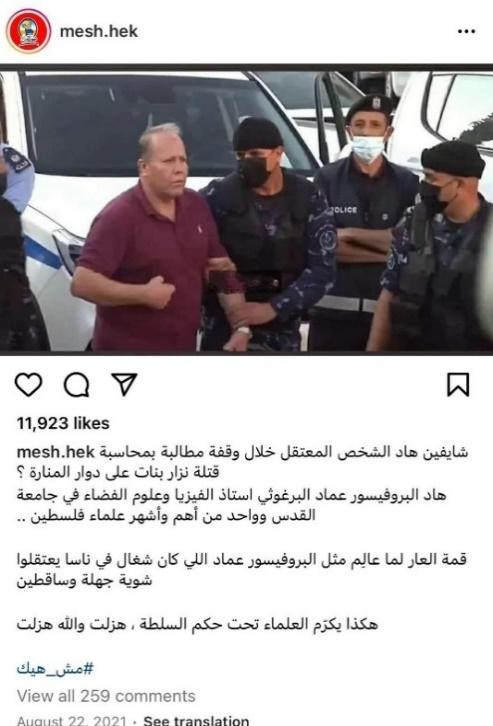 mesh.hek
POLICE
11,923 likes
mesh.hek شايفين هاد الشخص المعتقل خلال وقفة مطالبة بمحاسبة
قتلة نزار بنات على دوار المنارة ؟
هاد البروفيسور عماد البرغوثي استاذ الفيزيا وعلوم الفضاء في جامعة
القدس وواحد من أهم وأشهر علماء فلسطين ..
قمة العار لما عالِم مثل البروفيسور عماد اللي كان شغال في ناسا يعتقلوا
شوية جهلة وساقطين
هكذا يكرّم العلماء تحت حكم السلطة ، هزلت والله هزلت
#مش_هيك
View all 259 comments
August 22, 2021 · See translation